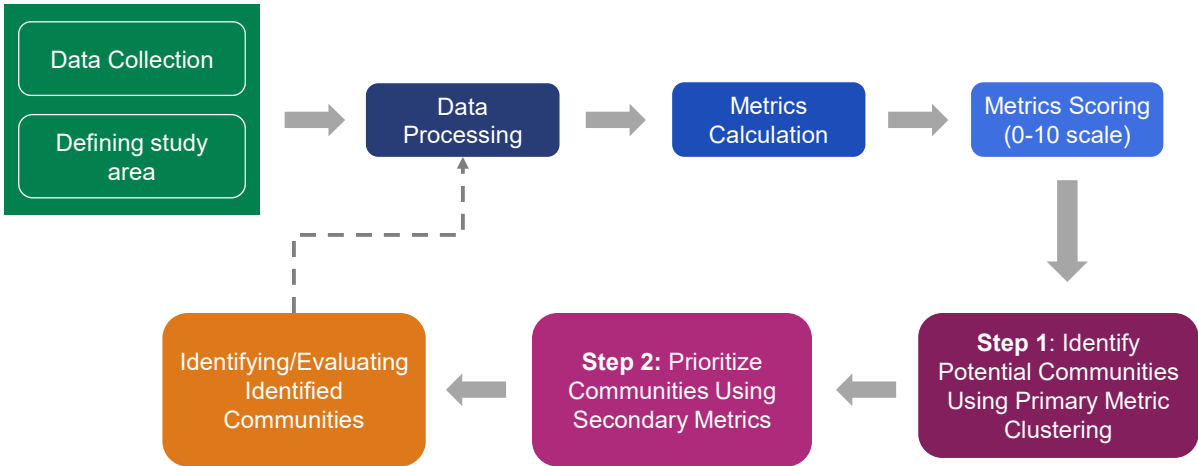 Data Collection
Defining study
area
Data
Processing
Metrics
Calculation
Metrics Scoring
(0-10 scale)
Step 1: Identify
Potential Communities
Using Primary Metric
Clustering
Step 2: Prioritize
Communities Using
Secondary Metrics
Identifying/Evaluating
Identified
Communities